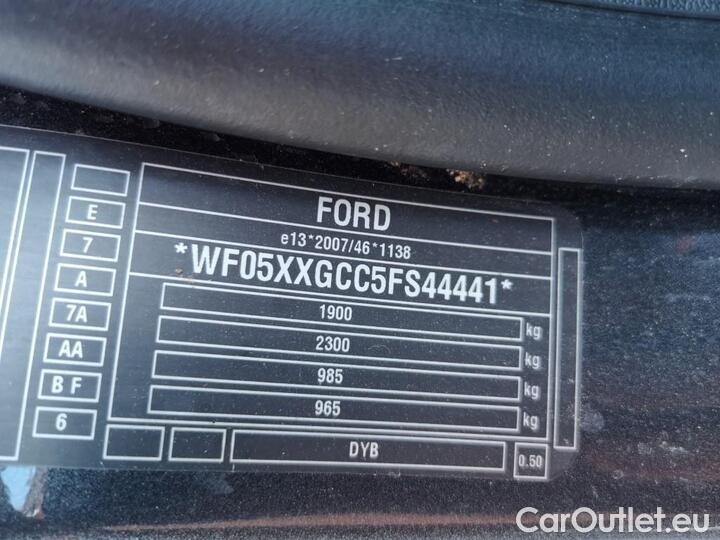 FORD
e13*2007/46*1138
*WF05XXGCC5FS44441*
E
7
A
7A
AA
B F
6
1900 kg
2300 kg
985 kg
965 kg
DYB
0.50
CarOutlet.eu